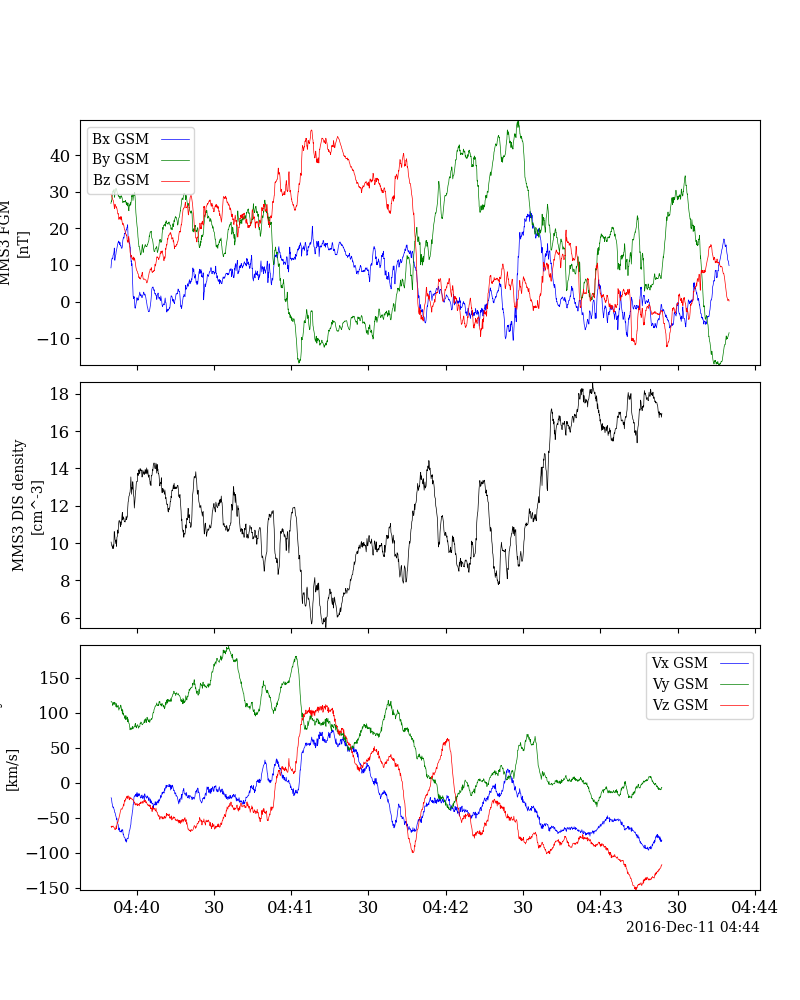 Bx GSM
By GSM
Bz GSM
MMS3 FGM
[nT]
40
30
20
10
0
−10
MMS3 DIS density
[cm^-3]
18
16
14
12
10
8
6
Vx GSM
Vy GSM
Vz GSM
[km/s]
150
100
50
0
−50
−100
−150
04:40 30 04:41 30 04:42 30 04:43 30 04:44
2016-Dec-11 04:44